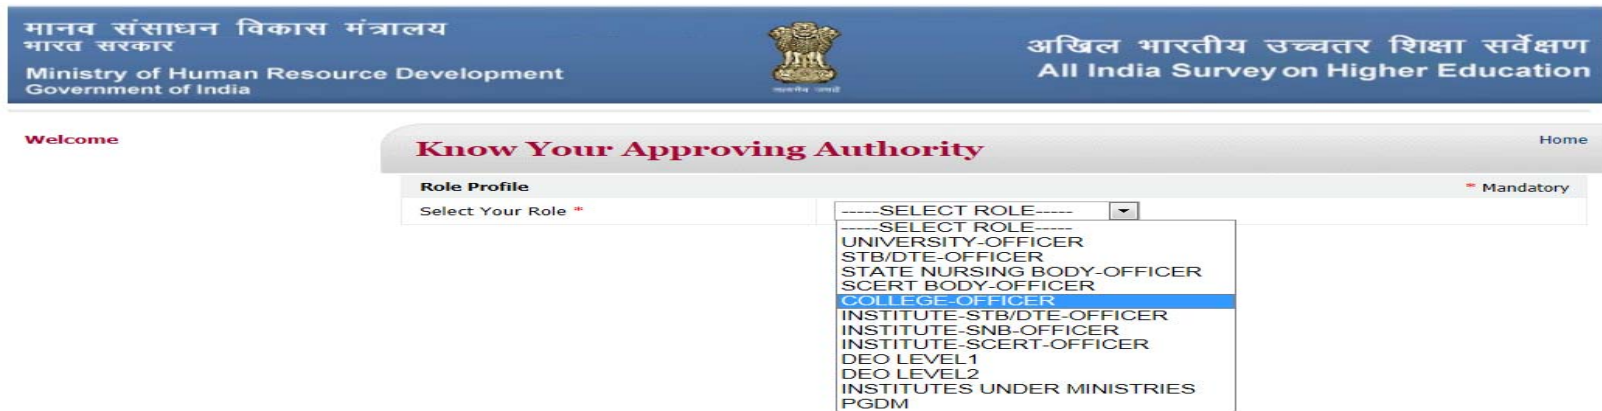 मानव संसाधन विकास मंत्रालय
भारत सरकार
Ministry of Human Resource Development
Government of India
सत्यमेव जयते
अखिल भारतीय उच्चतर शिक्षा सर्वेक्षण
All India Survey on Higher Education
Welcome
Know Your Approving Authority
Home
Role Profile
* Mandatory
Select Your Role *
-----SELECT ROLE-----
-----SELECT ROLE-----
UNIVERSITY-OFFICER
STB/DTE-OFFICER
STATE NURSING BODY-OFFICER
SCERT BODY-OFFICER
COLLEGE-OFFICER
INSTITUTE-STB/DTE-OFFICER
INSTITUTE-SNB-OFFICER
INSTITUTE-SCERT-OFFICER
DEO LEVEL1
DEO LEVEL2
INSTITUTES UNDER MINISTRIES
PGDM